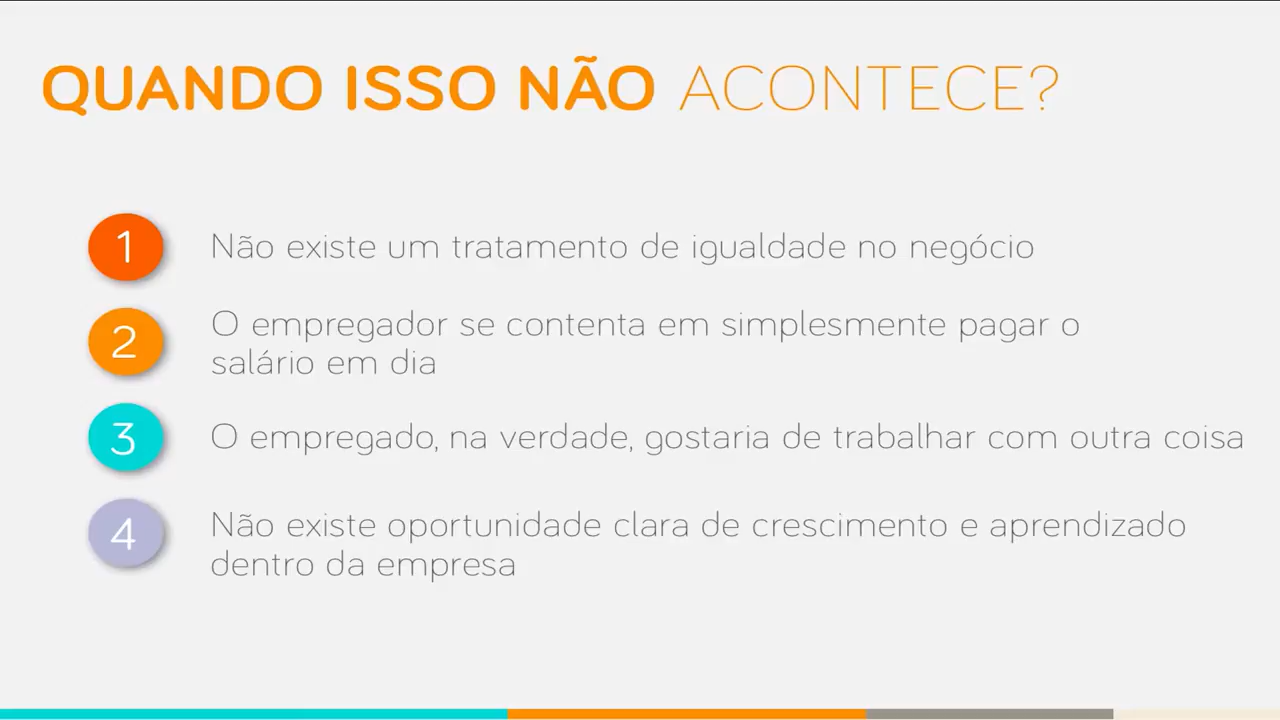 QUANDO ISSO NÃO ACONTECE?
1 Não existe um tratamento de igualdade no negócio
2 O empregador se contenta em simplesmente pagar o
salário em dia
3 O empregado, na verdade, gostaria de trabalhar com outra coisa
4 Não existe oportunidade clara de crescimento e aprendizado
dentro da empresa